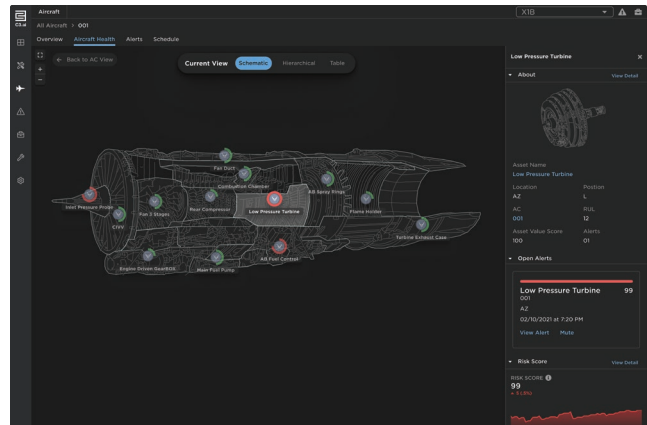 C3.ai
Aircraft
X1B
All Aircraft > 001
Overview Aircraft Health Alerts Schedule
← Back to AC View
Current View Schematic Hierarchical Table
Low Pressure Turbine ×
About View Detail
Fan Duct
Combustion Chamber
AB Spray Rings
Inlet Pressure Probe
Fan 3 Stages
Rear Compressor
Low Pressure Turbine
Flame Holder
CIVV
Turbine Exhaust Case
AB Fuel Control
Engine Driven GearBOX
Main Fuel Pump
Asset Name
Low Pressure Turbine
Location Postion
AZ L
AC RUL
001 12
Asset Value Score Alerts
100 01
Open Alerts
Low Pressure Turbine 99
001
AZ
02/10/2021 at 7:20 PM
View Alert Mute
Risk Score View Detail
RISK SCORE
99